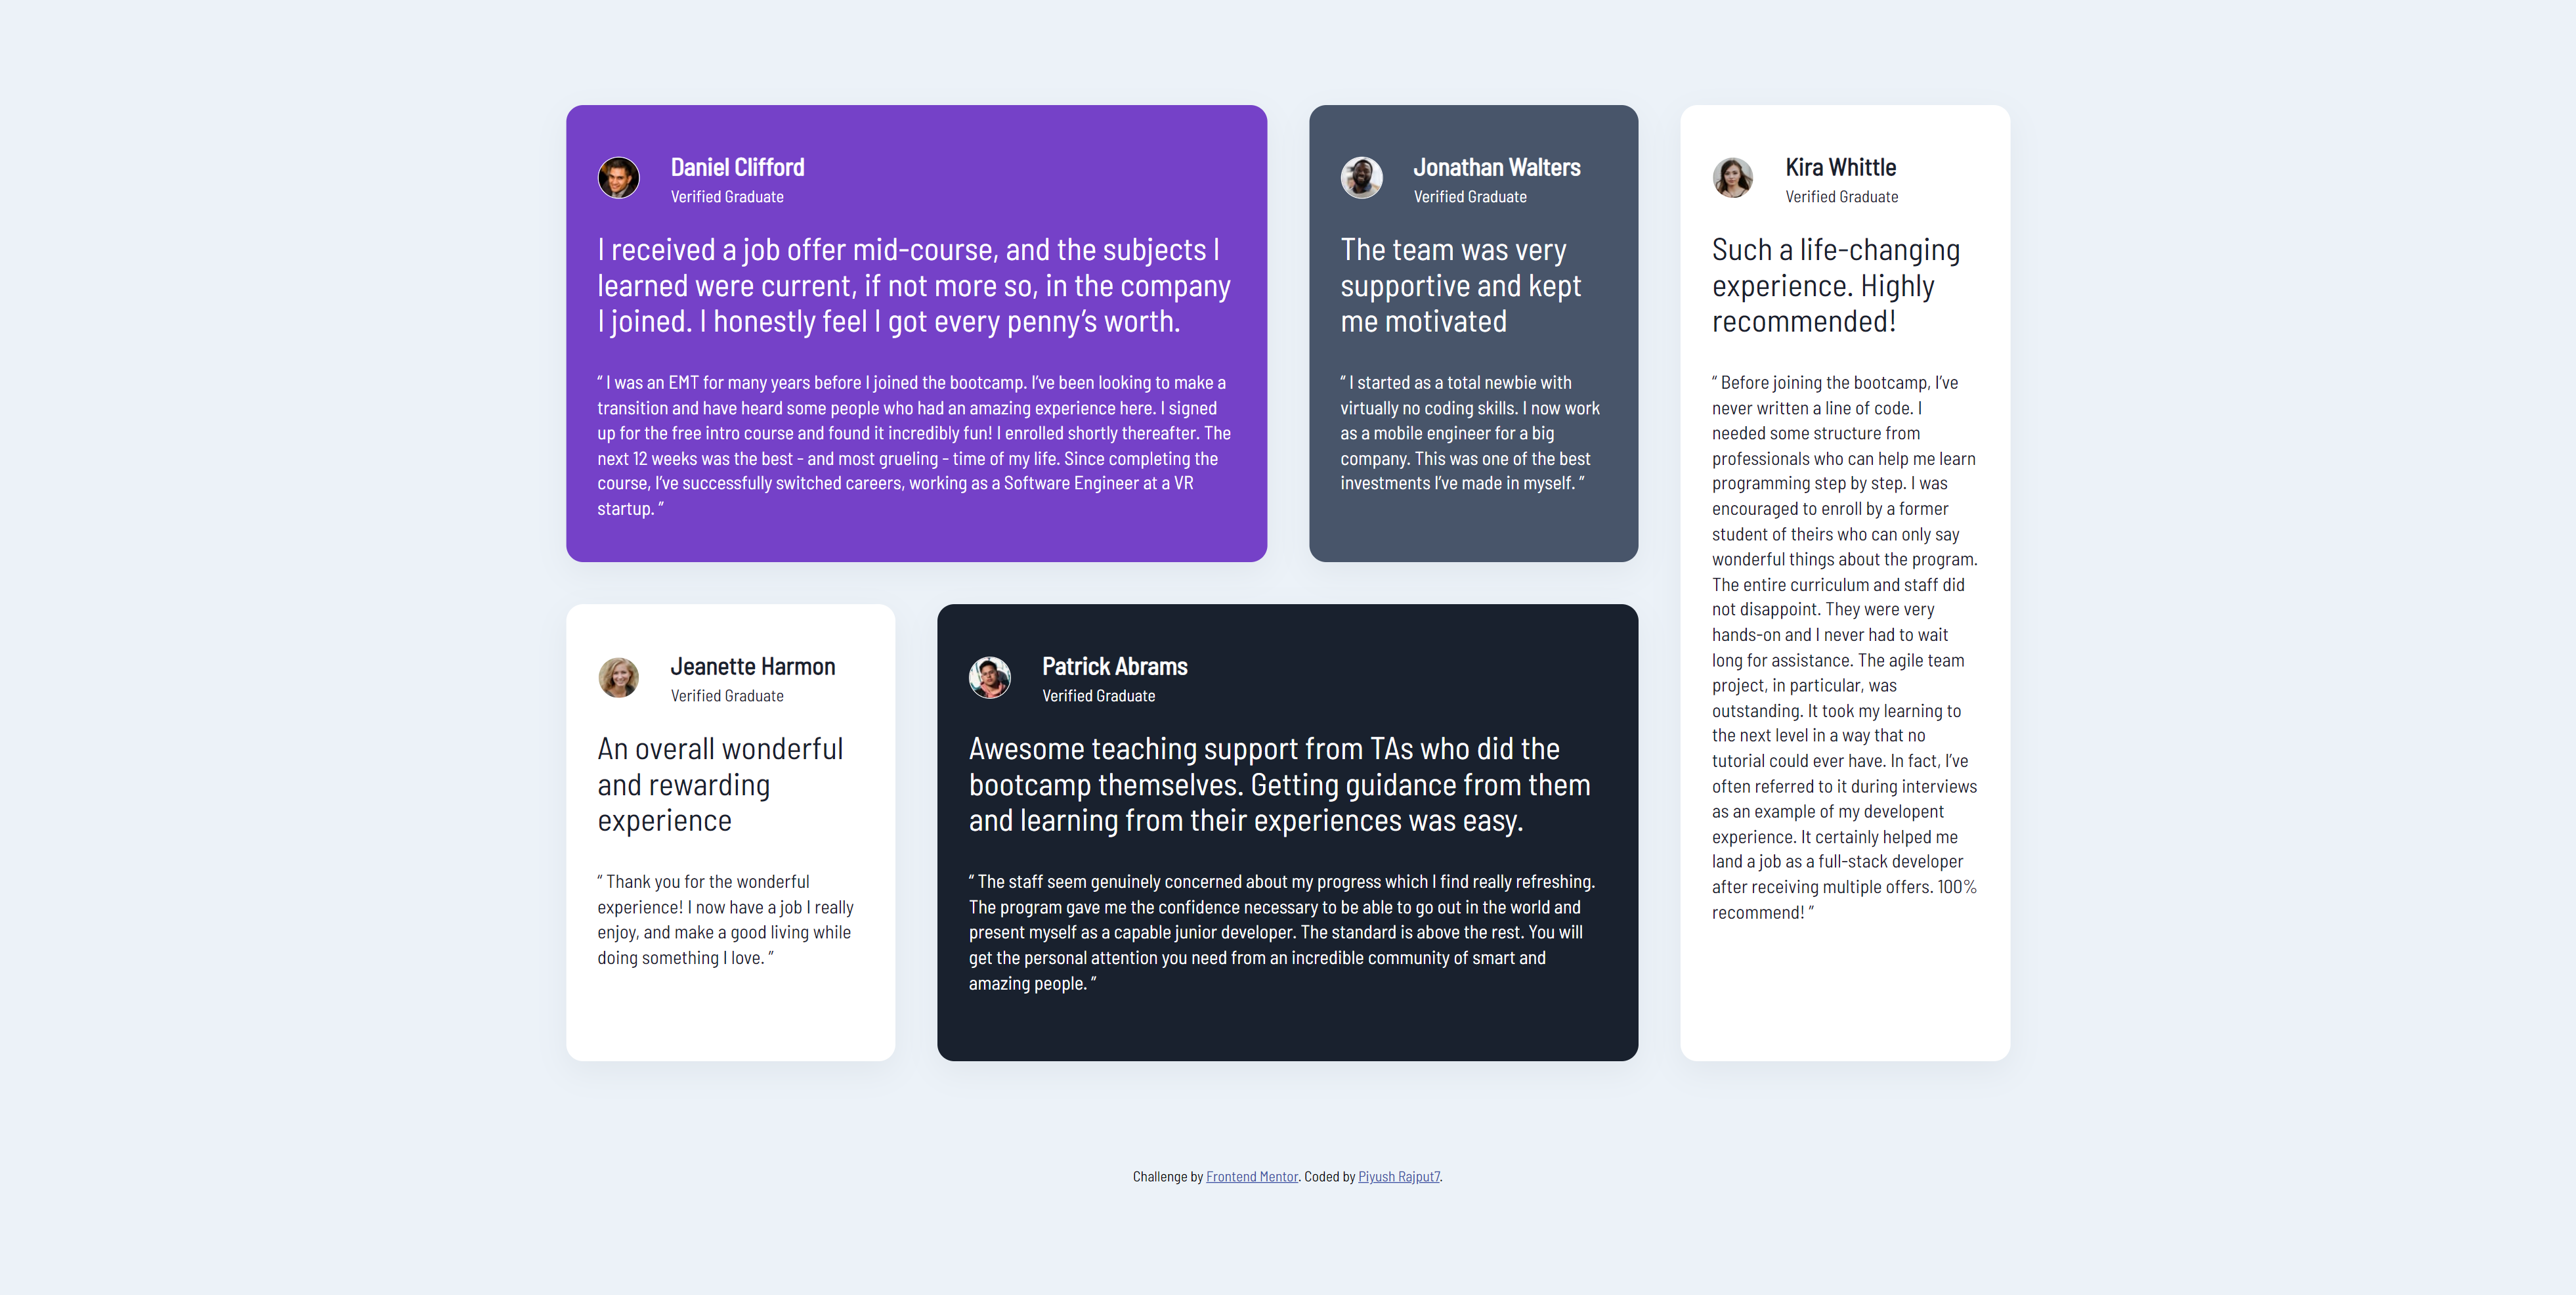 Daniel Clifford
Verified Graduate
I received a job offer mid-course, and the subjects I
learned were current, if not more so, in the company
I joined. I honestly feel I got every penny’s worth.
“ I was an EMT for many years before I joined the bootcamp. I’ve been looking to make a
transition and have heard some people who had an amazing experience here. I signed
up for the free intro course and found it incredibly fun! I enrolled shortly thereafter. The
next 12 weeks was the best - and most grueling - time of my life. Since completing the
course, I’ve successfully switched careers, working as a Software Engineer at a VR
startup. ”
Jonathan Walters
Verified Graduate
The team was very
supportive and kept
me motivated
“ I started as a total newbie with
virtually no coding skills. I now work
as a mobile engineer for a big
company. This was one of the best
investments I’ve made in myself. ”
Kira Whittle
Verified Graduate
Such a life-changing
experience. Highly
recommended!
“ Before joining the bootcamp, I’ve
never written a line of code. I
needed some structure from
professionals who can help me learn
programming step by step. I was
encouraged to enroll by a former
student of theirs who can only say
wonderful things about the program.
The entire curriculum and staff did
not disappoint. They were very
hands-on and I never had to wait
long for assistance. The agile team
project, in particular, was
outstanding. It took my learning to
the next level in a way that no
tutorial could ever have. In fact, I’ve
often referred to it during interviews
as an example of my developent
experience. It certainly helped me
land a job as a full-stack developer
after receiving multiple offers. 100%
recommend! ”
Jeanette Harmon
Verified Graduate
An overall wonderful
and rewarding
experience
“ Thank you for the wonderful
experience! I now have a job I really
enjoy, and make a good living while
doing something I love. ”
Patrick Abrams
Verified Graduate
Awesome teaching support from TAs who did the
bootcamp themselves. Getting guidance from them
and learning from their experiences was easy.
“ The staff seem genuinely concerned about my progress which I find really refreshing.
The program gave me the confidence necessary to be able to go out in the world and
present myself as a capable junior developer. The standard is above the rest. You will
get the personal attention you need from an incredible community of smart and
amazing people. “
Challenge by Frontend Mentor. Coded by Piyush Rajput7.